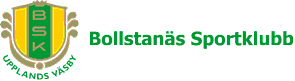 BSK
UPPLANDS VÄSBY
Bollstanäs Sportklubb